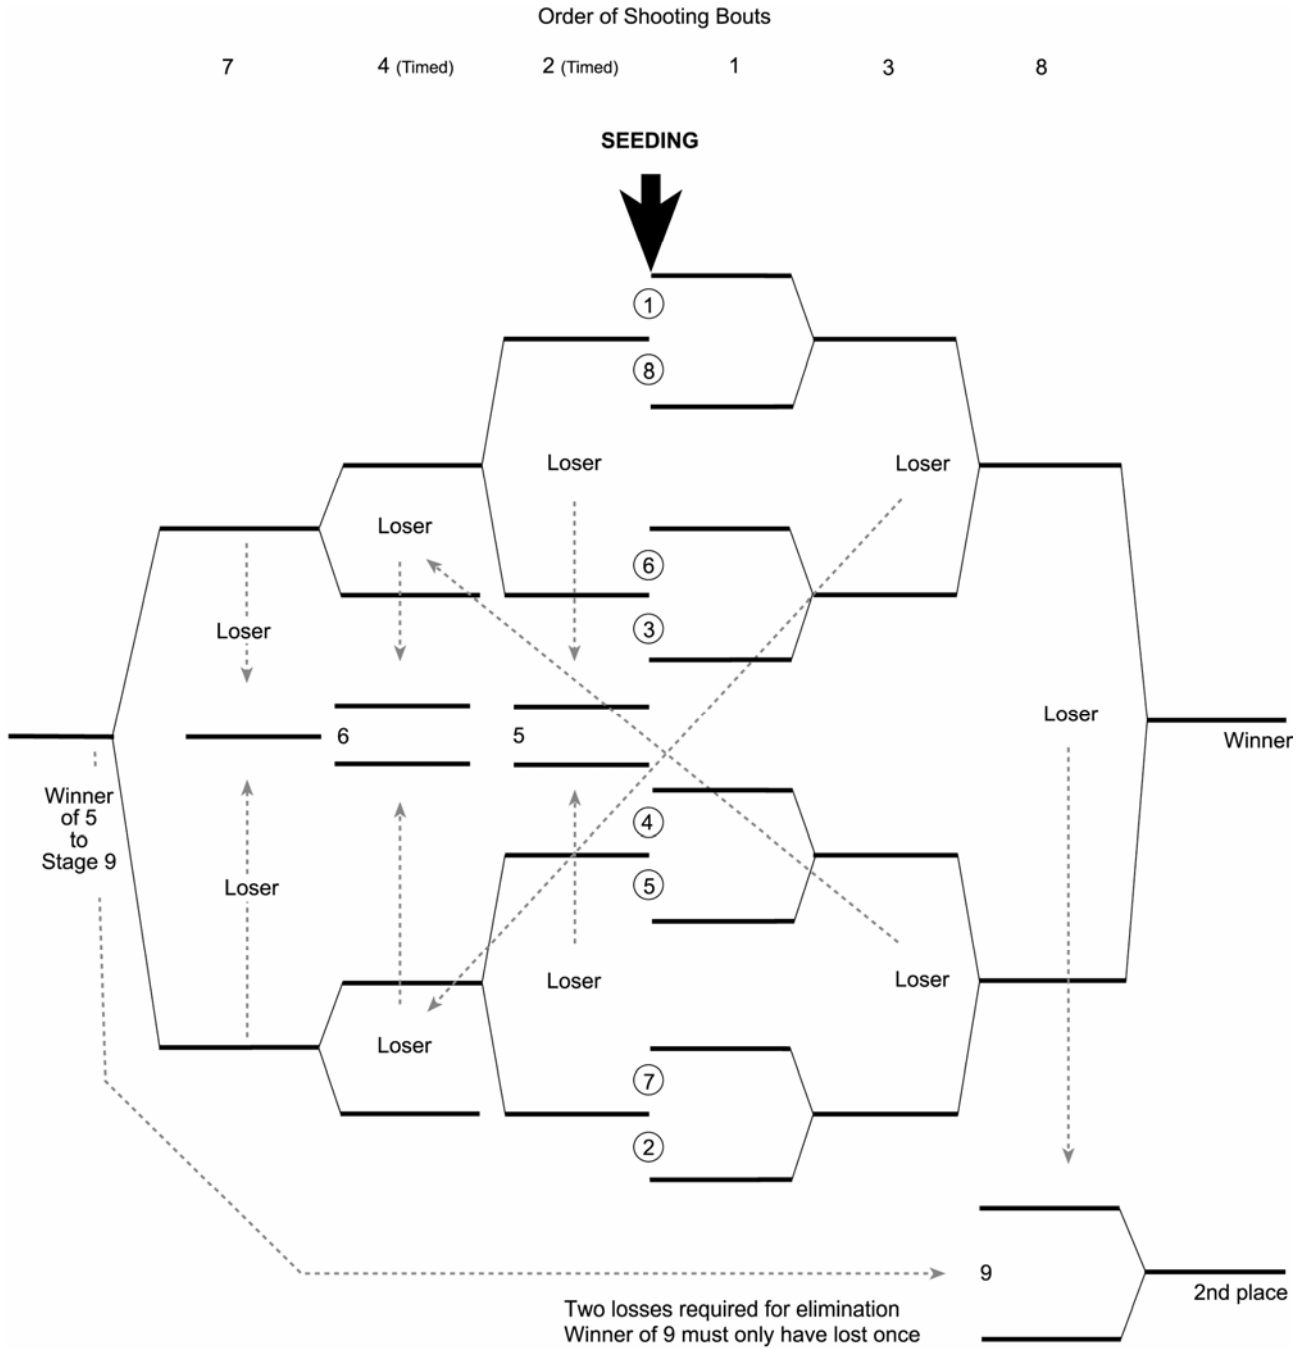 Order of Shooting Bouts
7 4 (Timed) 2 (Timed) 1 3 8
SEEDING
1
8
Loser
Loser
Loser
6
3
Loser
6
5
Loser
Winner
Winner
of 5
to
Stage 9
4
5
Loser
Loser
Loser
Loser
7
2
9
2nd place
Two losses required for elimination
Winner of 9 must only have lost once